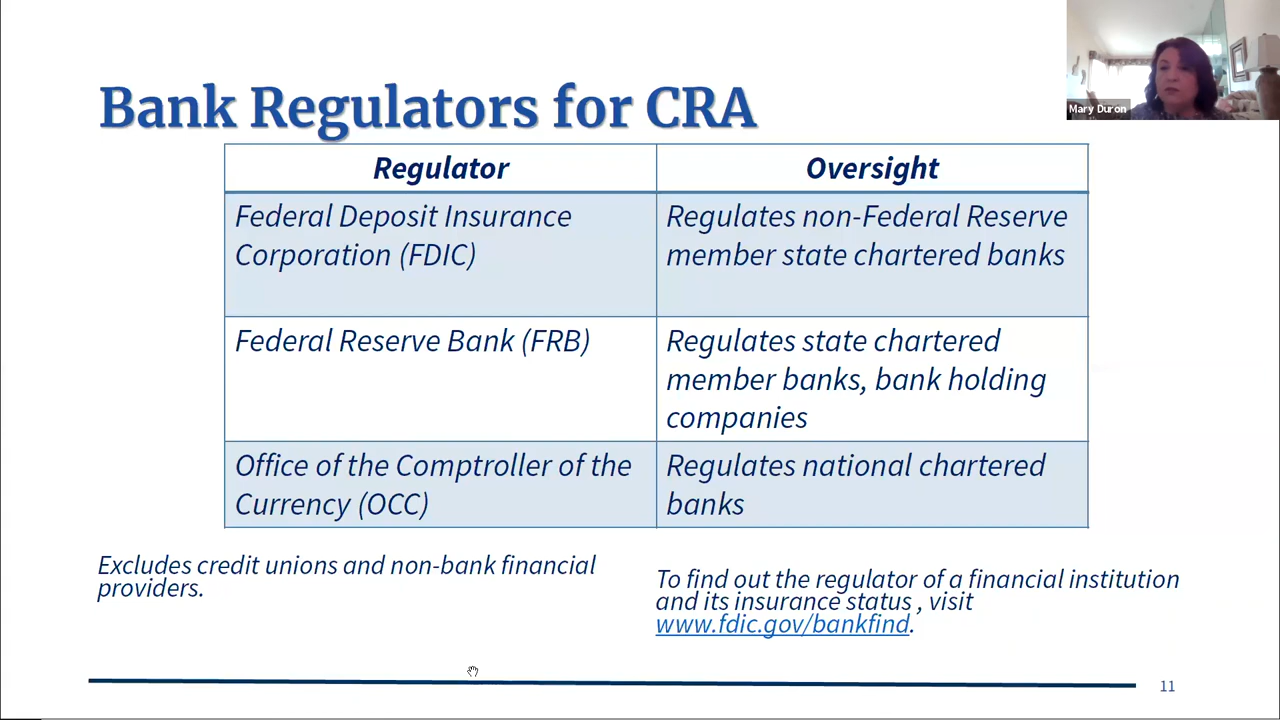 Bank Regulators for CRA
Mary Duron
Regulator
Oversight
Federal Deposit Insurance
Corporation (FDIC)
Regulates non-Federal Reserve
member state chartered banks
Federal Reserve Bank (FRB)
Regulates state chartered
member banks, bank holding
companies
Office of the Comptroller of the
Currency (OCC)
Regulates national chartered
banks
Excludes credit unions and non-bank financial
providers.
To find out the regulator of a financial institution
and its insurance status , visit
www.fdic.gov/bankfind.
11